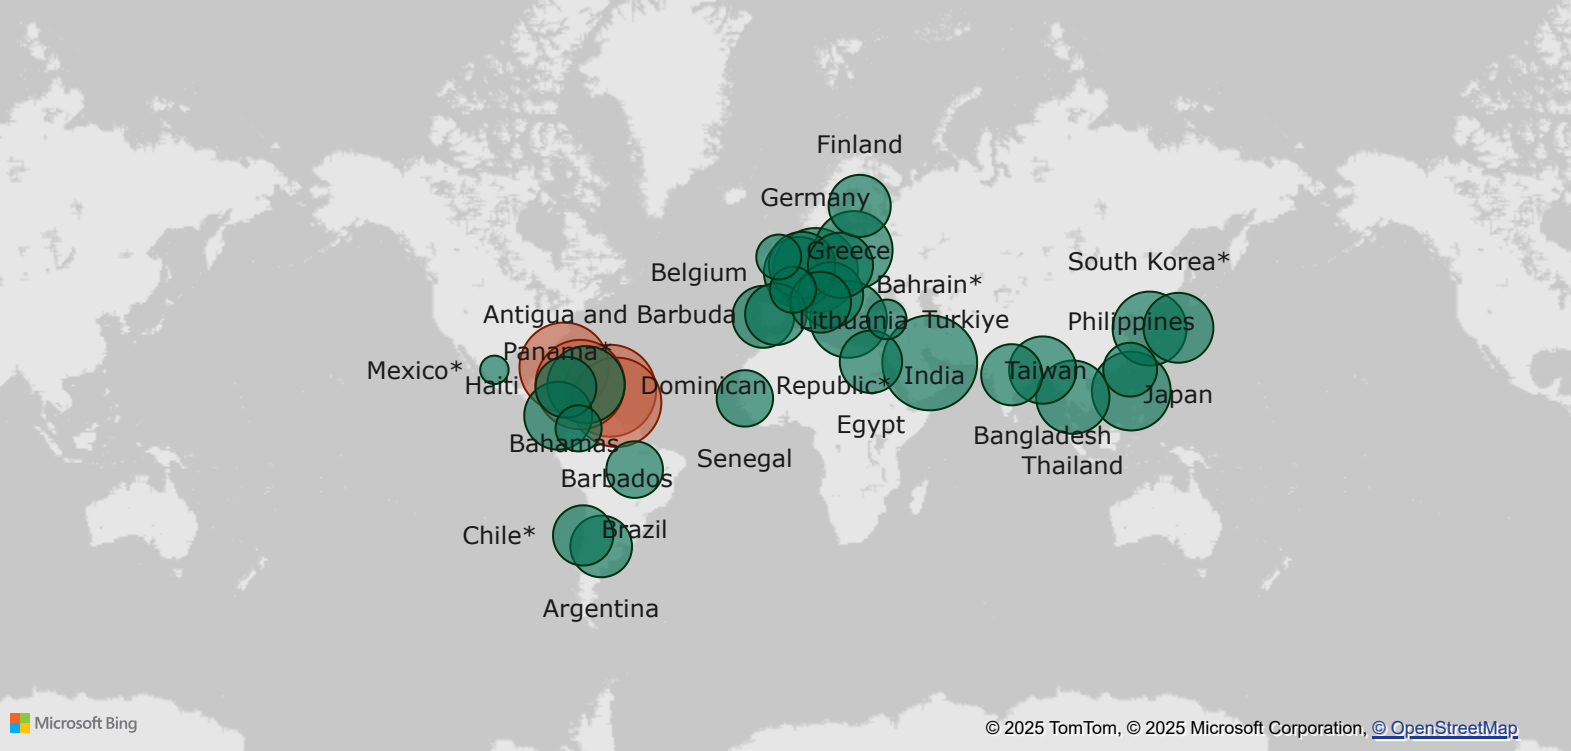 Finland
Germany
Greece
South Korea*
Belgium
Bahrain*
Antigua and Barbuda
Lithuania
Turkiye
Philippines
Panama*
Mexico*
Haiti
Dominican Republic*
India
Taiwan
Japan
Egypt
Bahamas
Bangladesh
Senegal
Thailand
Barbados
Chile*
Brazil
Argentina
Microsoft Bing
© 2025 TomTom, © 2025 Microsoft Corporation, © OpenStreetMap